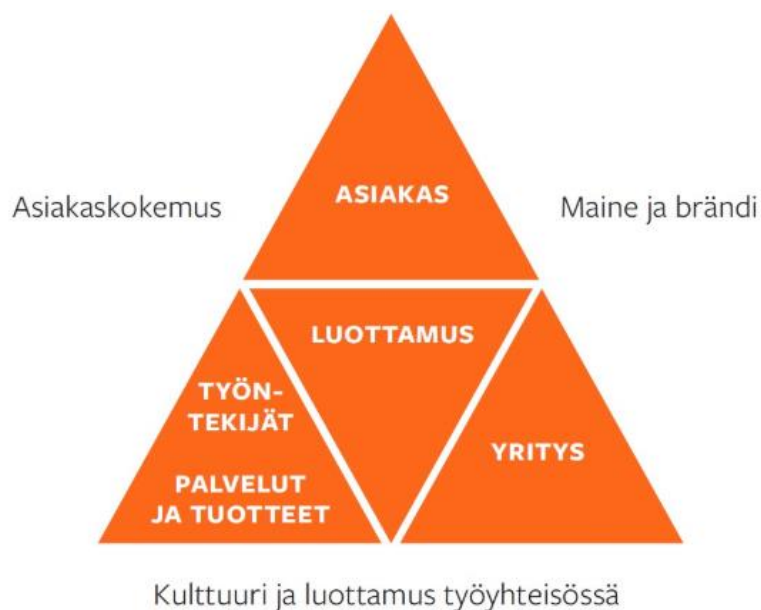 ASIAKAS
Asiakaskokemus
Maine ja brändi
LUOTTAMUS
TYÖN-
TEKIJÄT
YRITYS
PALVELUT
JA TUOTTEET
Kulttuuri ja luottamus työyhteisössä